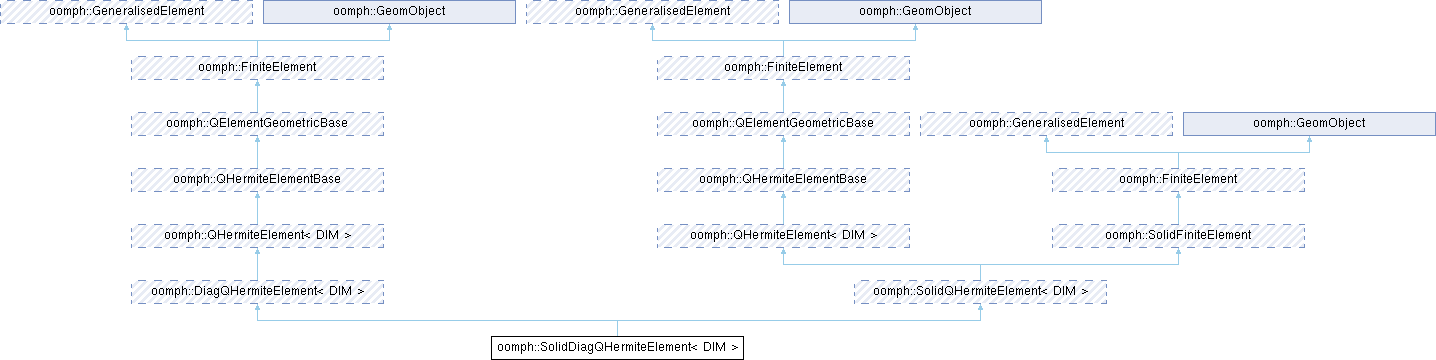 oomph::GeneralisedElement
oomph::GeomObject
oomph::GeneralisedElement
oomph::GeomObject
oomph::FiniteElement
oomph::FiniteElement
oomph::QElementGeometricBase
oomph::QElementGeometricBase
oomph::GeneralisedElement
oomph::GeomObject
oomph::QHermiteElementBase
oomph::QHermiteElementBase
oomph::FiniteElement
oomph::QHermiteElement< DIM >
oomph::QHermiteElement< DIM >
oomph::SolidFiniteElement
oomph::DiagQHermiteElement< DIM >
oomph::SolidQHermiteElement< DIM >
oomph::SolidDiagQHermiteElement< DIM >